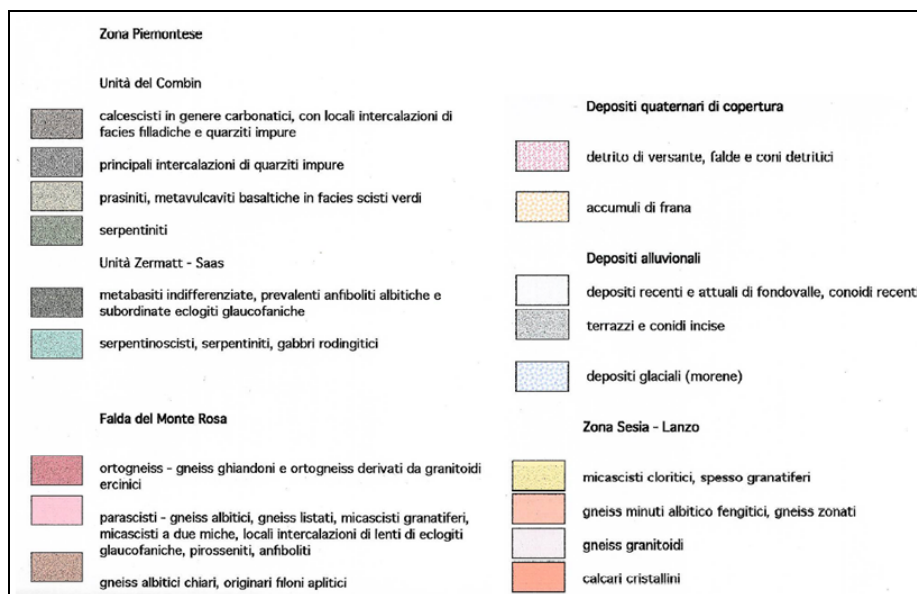 Zona Piemontese
Unità del Combin
calcescisti in genere carbonatici, con locali intercalazioni di
facies filladiche e quarziti impure
principali intercalazioni di quarziti impure
prasiniti, metavulcaviti basaltiche in facies scisti verdi
serpentiniti
Unità Zermatt - Saas
metabasiti indifferenziate, prevalenti anfiboliti albitiche e
subordinate eclogiti glaucofaniche
serpentinoscisti, serpentiniti, gabbri rodingitici
Falda del Monte Rosa
ortogneiss - gneiss ghiandoni e ortogneiss derivati da granitoidi
ercinici
parascisti - gneiss albitici, gneiss listati, micascisti granatiferi,
micascisti a due miche, locali intercalazioni di lenti di eclogiti
glaucofaniche, pirosseniti, anfiboliti
gneiss albitici chiari, originari filoni aplitici
Depositi quaternari di copertura
detrito di versante, falde e coni detritici
accumuli di frana
Depositi alluvionali
depositi recenti e attuali di fondovalle, conoidi recenti
terrazzi e conidi incise
depositi glaciali (morene)
Zona Sesia - Lanzo
micascisti cloritici, spesso granatiferi
gneiss minuti albitico fengitici, gneiss zonati
gneiss granitoidi
calcari cristallini